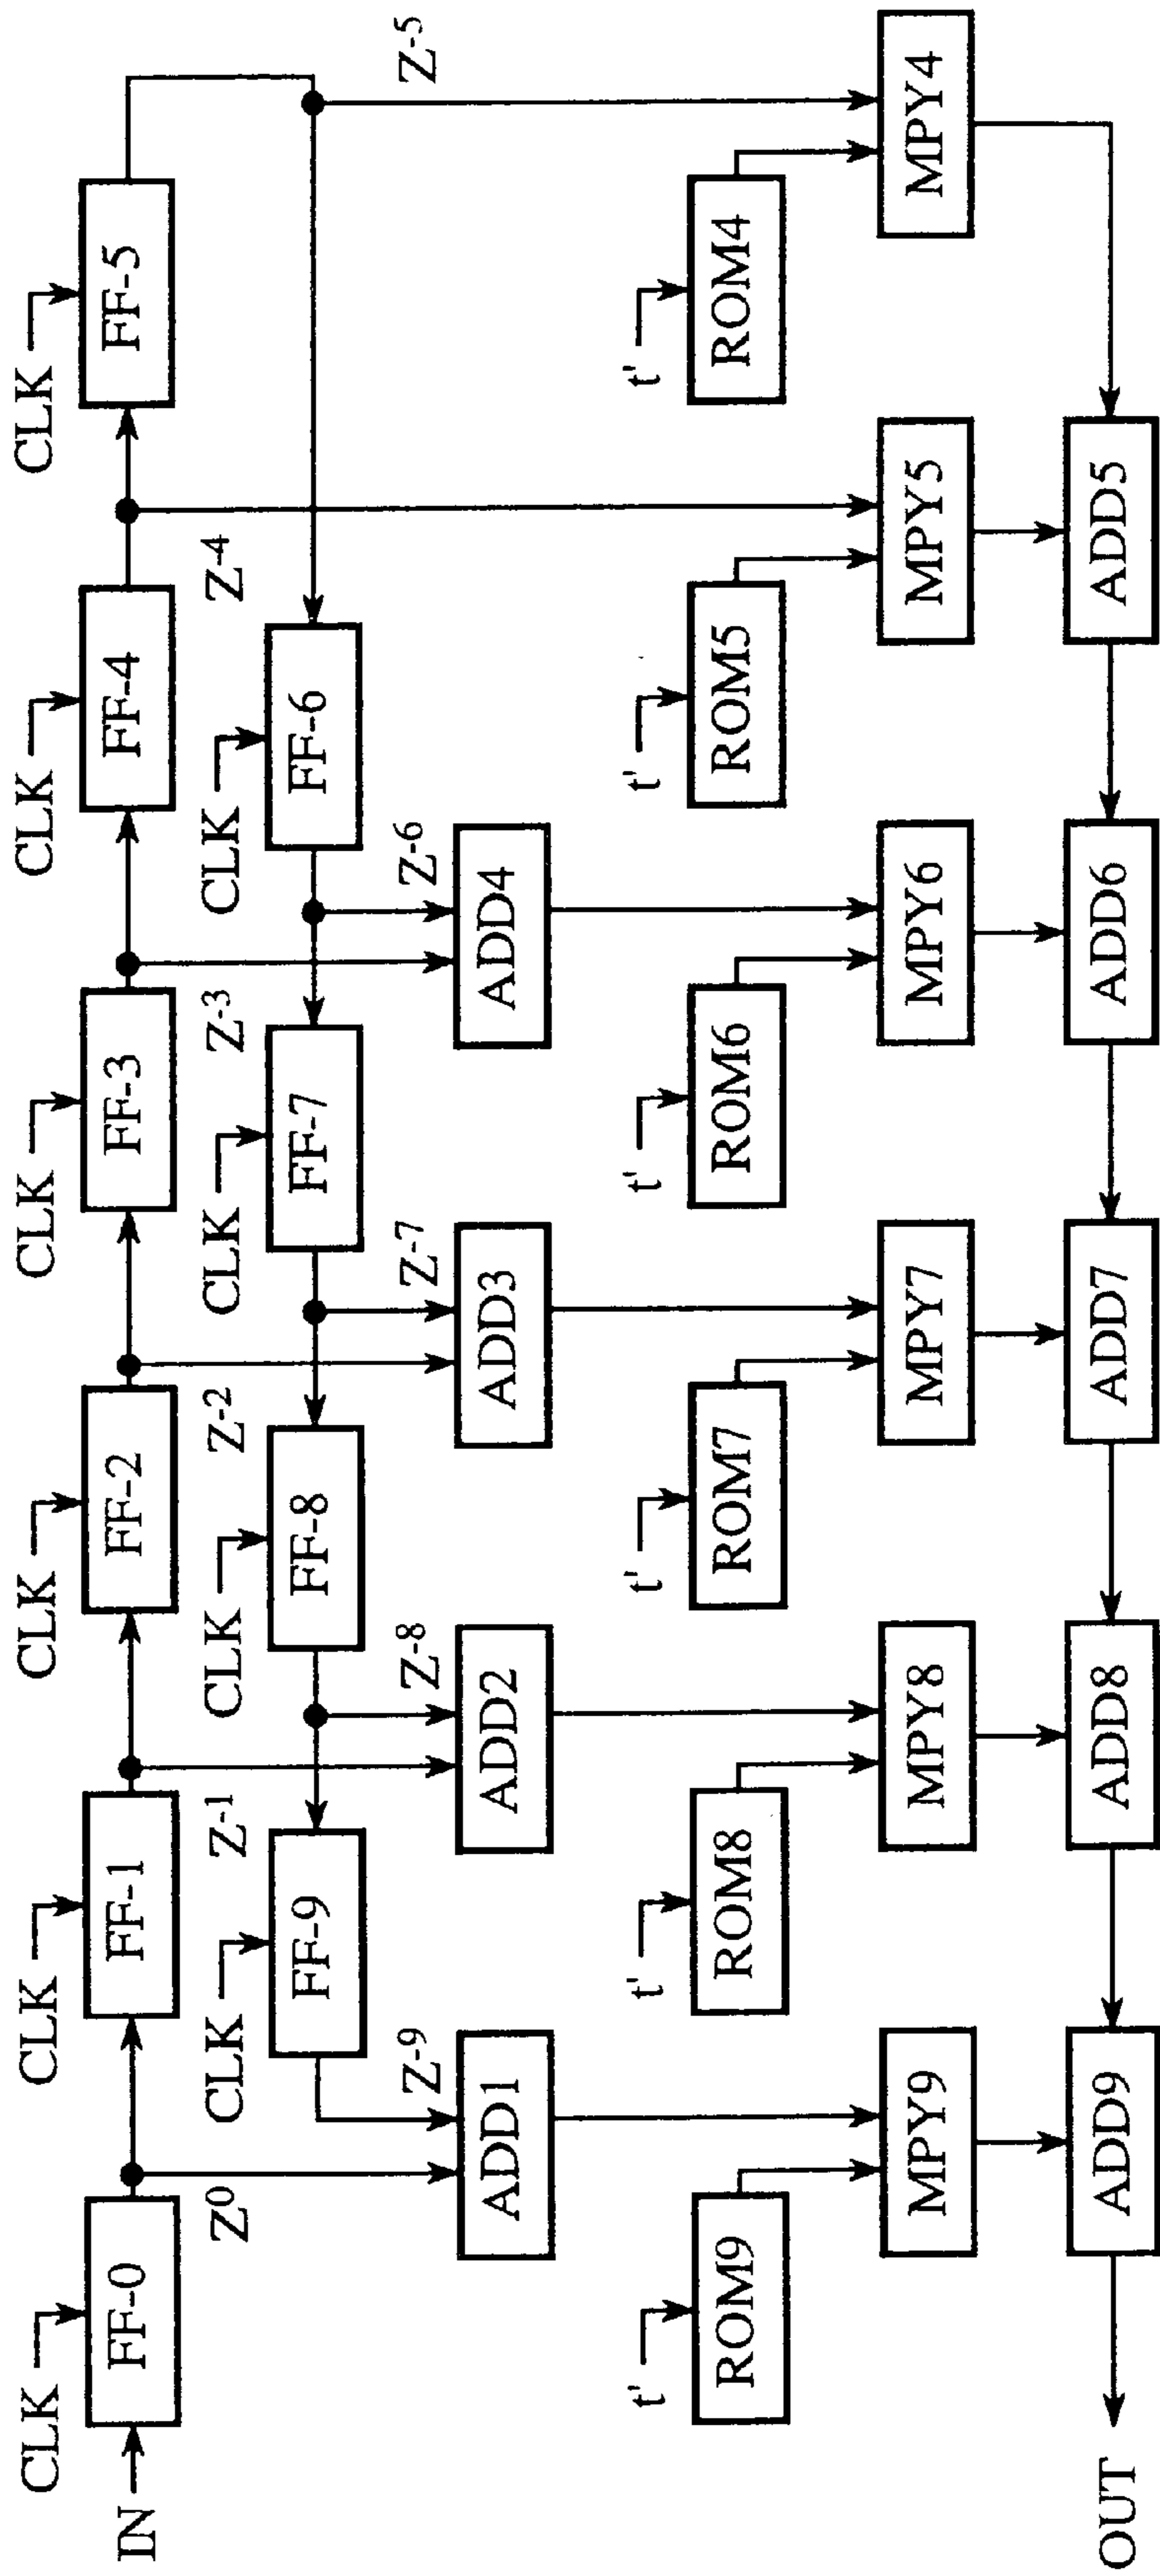 CLK CLK CLK CLK CLK CLK
IN FF-0 FF-1 FF-2 FF-3 FF-4 FF-5
Z0 Z-1 Z-2 Z-3 Z-4
CLK CLK CLK CLK
FF-9 FF-8 FF-7 FF-6
Z-9 Z-8 Z-7 Z-6 Z-5
ADD1 ADD2 ADD3 ADD4
t' t' t' t' t' t'
ROM9 ROM8 ROM7 ROM6 ROM5 ROM4
MPY9 MPY8 MPY7 MPY6 MPY5 MPY4
OUT ADD9 ADD8 ADD7 ADD6 ADD5